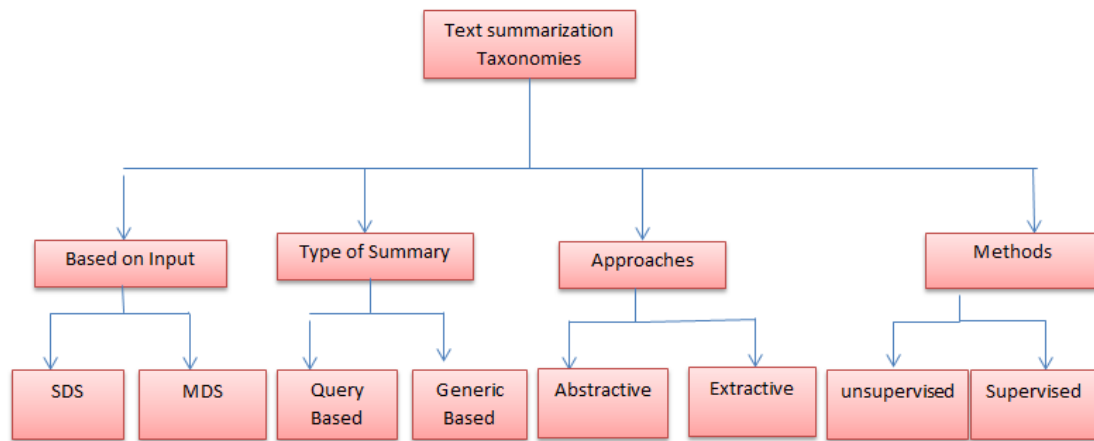 Text summarization
Taxonomies
Based on Input
Type of Summary
Approaches
Methods
SDS
MDS
Query
Based
Generic
Based
Abstractive
Extractive
unsupervised
Supervised